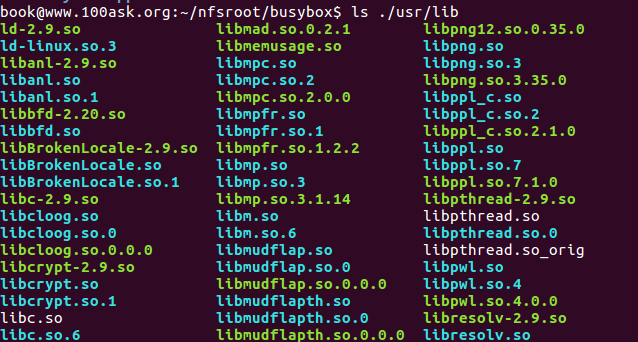 book@www.100ask.org:~/nfsroot/busybox$ ls ./usr/lib
ld-2.9.so libmad.so.0.2.1 libpng12.so.0.35.0
ld-linux.so.3 libmemusage.so libpng.so
libanl-2.9.so libmpc.so libpng.so.3
libanl.so libmpc.so.2 libpng.so.3.35.0
libanl.so.1 libmpc.so.2.0.0 libppl_c.so
libbfd-2.20.so libmpfr.so libppl_c.so.2
libbfd.so libmpfr.so.1 libppl_c.so.2.1.0
libBrokenLocale-2.9.so libmpfr.so.1.2.2 libppl.so
libBrokenLocale.so libmp.so libppl.so.7
libBrokenLocale.so.1 libmp.so.3 libppl.so.7.1.0
libc-2.9.so libmp.so.3.1.14 libpthread-2.9.so
libcloog.so libm.so libpthread.so
libcloog.so.0 libm.so.6 libpthread.so.0
libcloog.so.0.0.0 libmudflap.so libpthread.so_orig
libcrypt-2.9.so libmudflap.so.0 libpwl.so
libcrypt.so libmudflap.so.0.0.0 libpwl.so.4
libcrypt.so.1 libmudflapth.so libpwl.so.4.0.0
libc.so libmudflapth.so.0 libresolv-2.9.so
libc.so.6 libmudflapth.so.0.0.0 libresolv.so